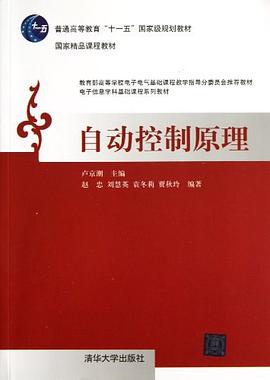 十一五
普通高等教育“十一五”国家级规划教材
国家精品课程教材
教育部高等学校电子电气基础课程教学指导分委员会推荐教材
电子信息学科基础课程系列教材
自动控制原理
卢京潮 主编
赵忠 刘慧英 袁冬莉 贾秋玲 编著
清华大学出版社